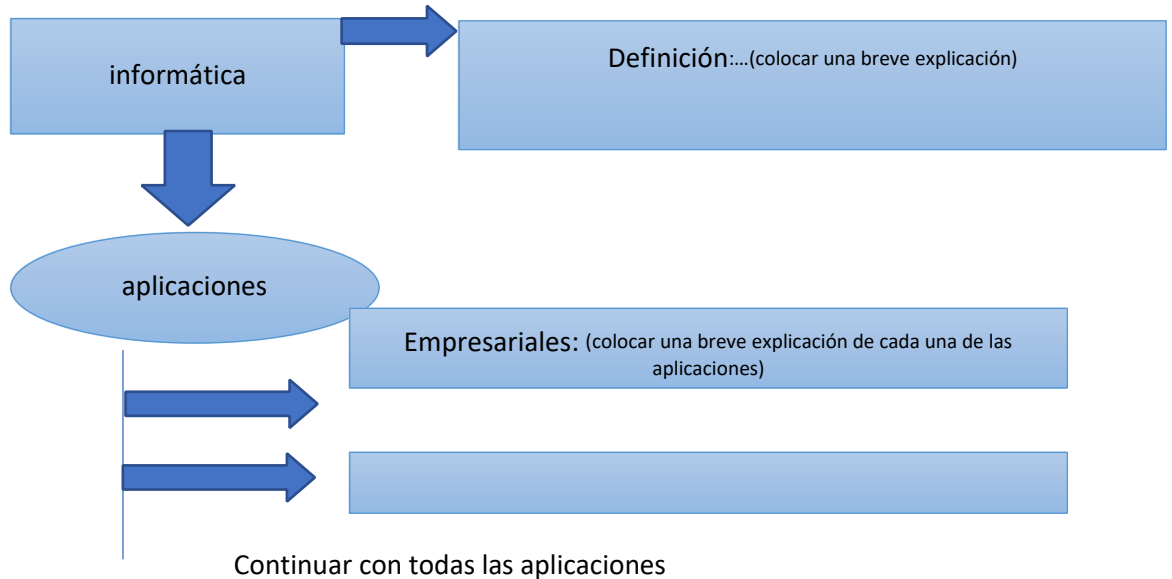 informática
Definición:...(colocar una breve explicación)
aplicaciones
Empresariales: (colocar una breve explicación de cada una de las
aplicaciones)
Continuar con todas las aplicaciones